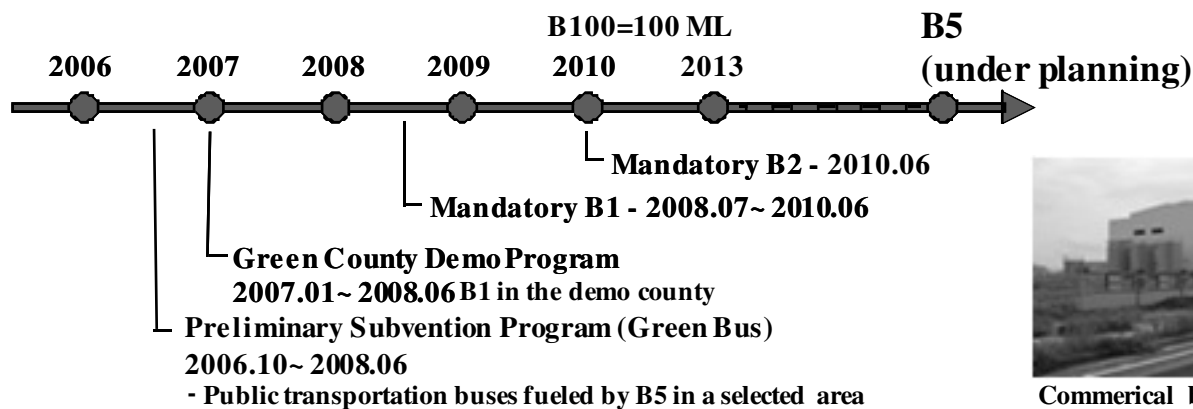 B100=100 ML
B5
(under planning)
2006 2007 2008 2009 2010 2013
Mandatory B2 - 2010.06
Mandatory B1 - 2008.07~ 2010.06
Green County Demo Program
2007.01~ 2008.06 B1 in the demo county
Preliminary Subvention Program (Green Bus)
2006.10~ 2008.06
- Public transportation buses fueled by B5 in a selected area
Commerical